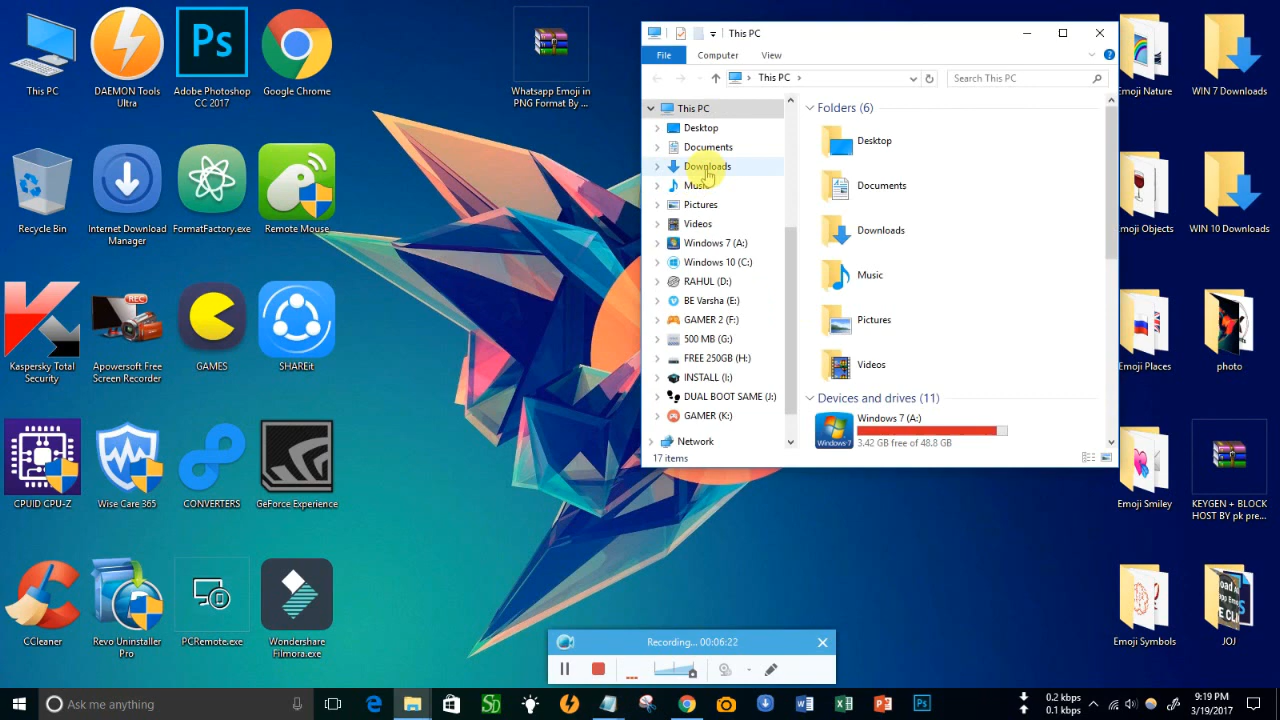 This PC
DAEMON Tools
Ultra
Ps
Adobe Photoshop
CC 2017
Google Chrome
Whatsapp Emoji in
PNG Format By ...
Recycle Bin
Internet Download
Manager
FormatFactory.exe
Remote Mouse
Kaspersky Total
Security
REC
Apowersoft Free
Screen Recorder
GAMES
SHAREit
CPUID CPU-Z
Wise Care 365
CONVERTERS
GeForce Experience
CCleaner
Revo Uninstaller
Pro
PCRemote.exe
Wondershare
Filmora.exe
This PC
File
Computer
View
This PC
Search This PC
This PC
Desktop
Documents
Downloads
Music
Pictures
Videos
Windows 7 (A:)
Windows 10 (C:)
RAHUL (D:)
BE Varsha (E:)
GAMER 2 (F:)
500 MB (G:)
FREE 250GB (H:)
INSTALL (I:)
DUAL BOOT SAME (J:)
GAMER (K:)
Network
17 items
Folders (6)
Desktop
Documents
Downloads
Music
Pictures
Videos
Devices and drives (11)
Windows-7
Windows 7 (A:)
3.42 GB free of 48.8 GB
Emoji Nature
WIN 7 Downloads
Emoji Objects
WIN 10 Downloads
Emoji Places
photo
Emoji Smiley
KEYGEN + BLOCK
HOST BY pk pre...
Emoji Symbols
JOJ
Recording... 00:06:22
Ask me anything
0.2 kbps
0.1 kbps
9:19 PM
3/19/2017